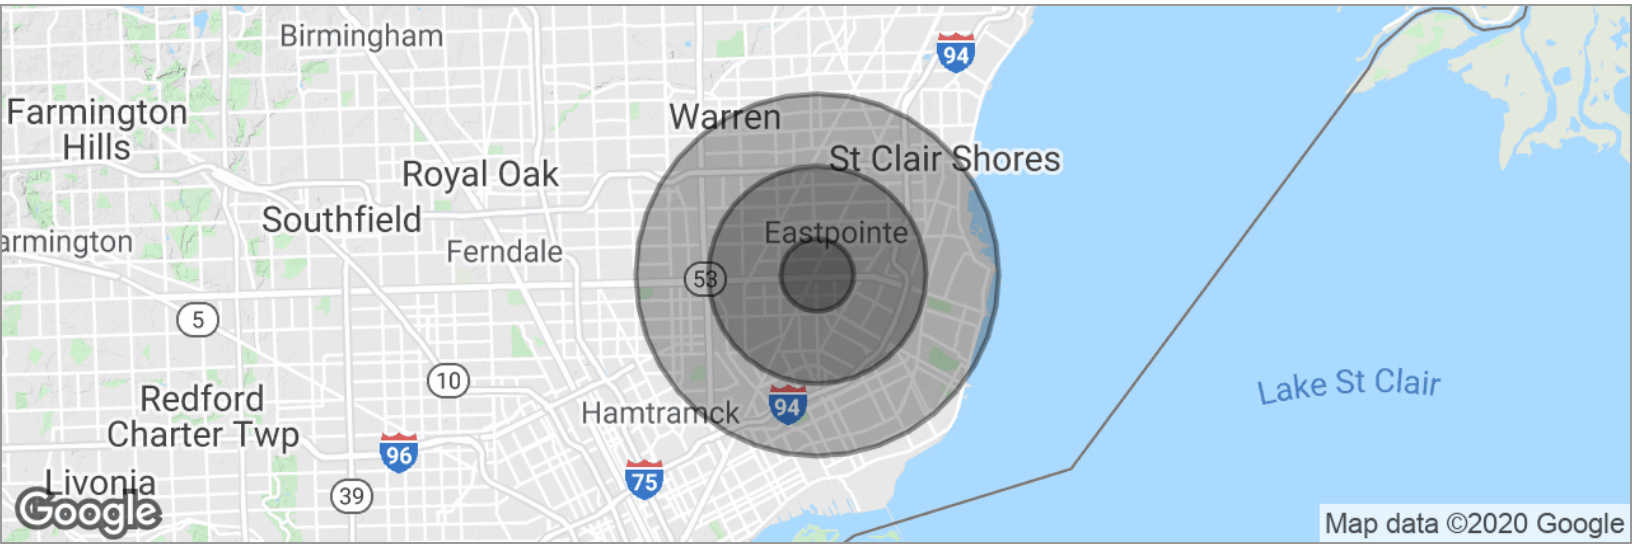 Birmingham
94
Farmington
Hills
Warren
St Clair Shores
Royal Oak
Southfield
Eastpointe
armington
Ferndale
53
5
10
Lake St Clair
Redford
Charter Twp
94
Hamtramck
96
75
Livonia
39
Google
Map data ©2020 Google